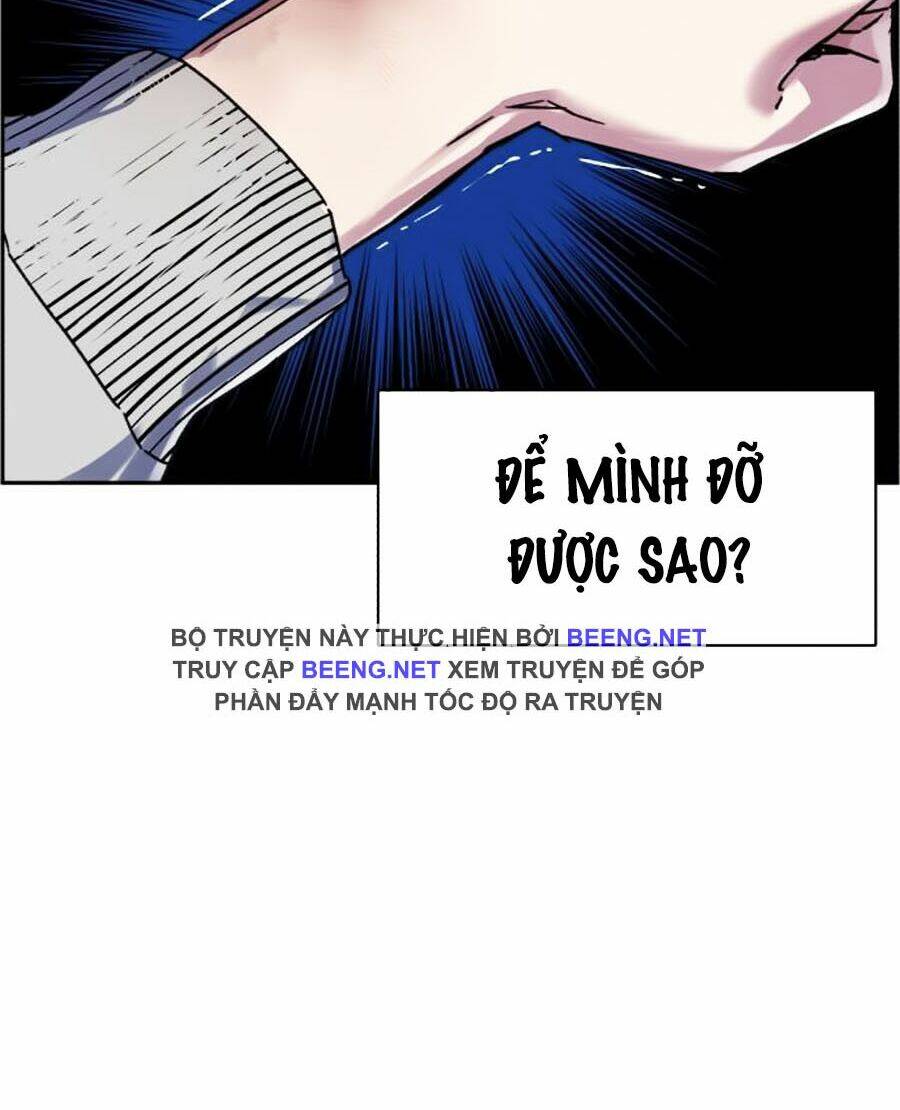 ĐỂ MÌNH ĐỠ
ĐƯỢC SAO?
BỘ TRUYỆN NÀY THỰC HIỆN BỞI BEENG.NET
TRUY CẬP BEENG.NET XEM TRUYỆN ĐỂ GÓP
PHẦN ĐẨY MẠNH TỐC ĐỘ RA TRUYỆN